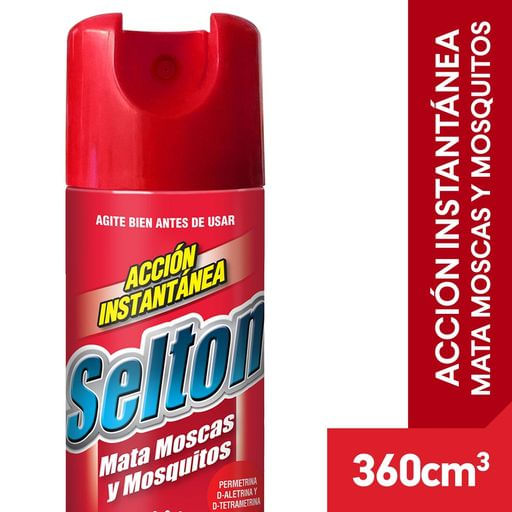 AGITE BIEN ANTES DE USAR
ACCIÓN
INSTANTÁNEA
Selton
Mata Moscas
y Mosquitos
PERMETRINA
D-ALETRINA Y
D-TETRAMETRINA
ACCIÓN INSTANTÁNEA
MATA MOSCAS Y MOSQUITOS
360cm³